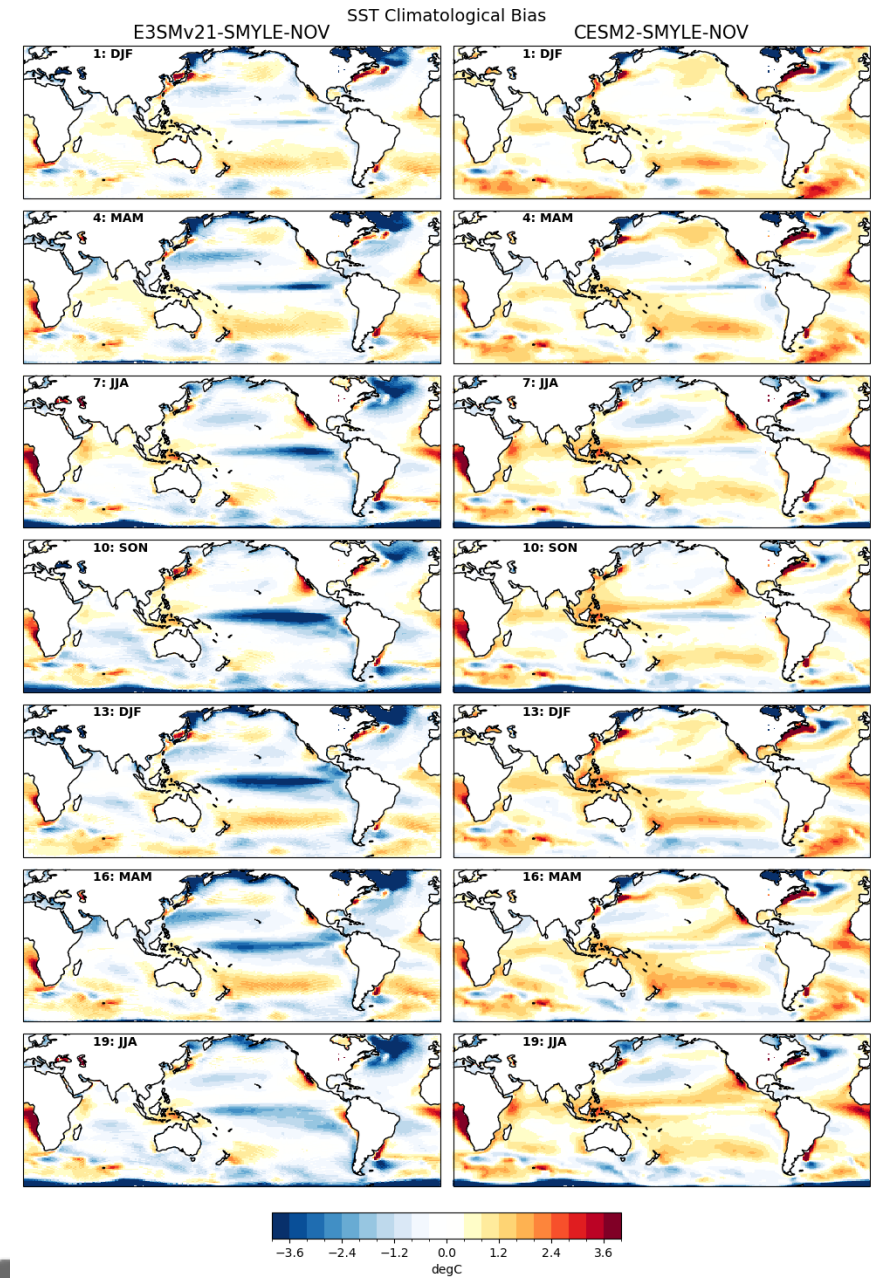 SST Climatological Bias
E3SMv21-SMYLE-NOV CESM2-SMYLE-NOV
1: DJF 1: DJF
4: MAM 4: MAM
7: JJA 7: JJA
10: SON 10: SON
13: DJF 13: DJF
16: MAM 16: MAM
19: JJA 19: JJA
−3.6 −2.4 −1.2 0.0 1.2 2.4 3.6
degC